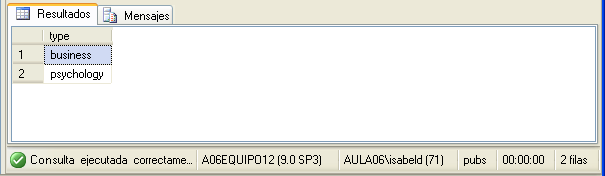 Resultados Mensajes
type
1 business
2 psychology
Consulta ejecutada correctame... A06EQUIPO12 (9.0 SP3) AULA06\isabeld (71) pubs 00:00:00 2 filas